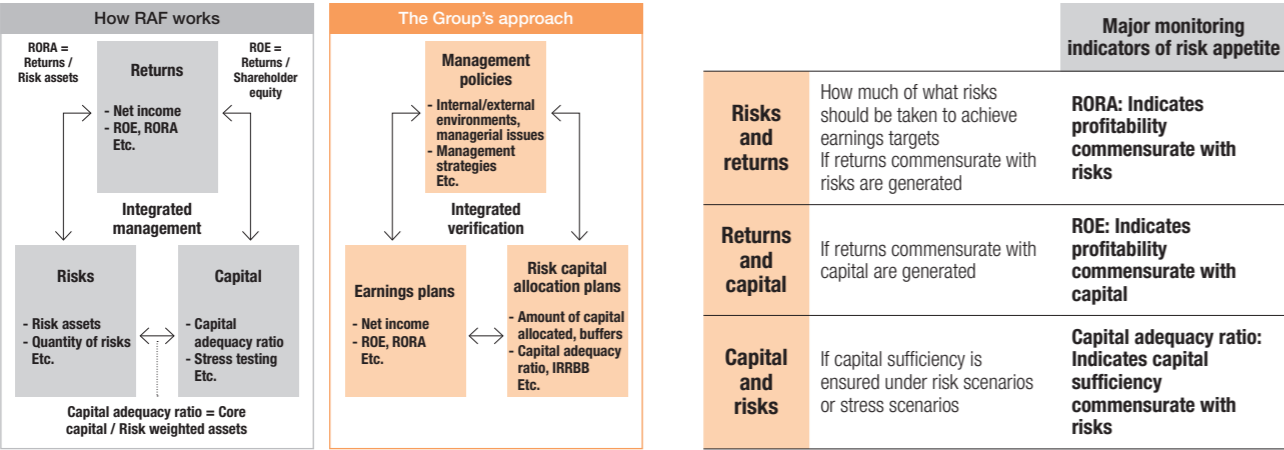 How RAF works
RORA =
Returns /
Risk assets
ROE =
Returns /
Shareholder
equity
Returns
- Net income
- ROE, RORA
Etc.
Integrated
management
Risks
- Risk assets
- Quantity of risks
Etc.
Capital
- Capital
adequacy ratio
- Stress testing
Etc.
Capital adequacy ratio = Core
capital / Risk weighted assets
The Group's approach
Management
policies
- Internal/external
environments,
managerial issues
- Management
strategies
Etc.
Integrated
verification
Earnings plans
- Net income
- ROE, RORA
Etc.
Risk capital
allocation plans
- Amount of capital
allocated, buffers
- Capital adequacy
ratio, IRRBB
Etc.
Major monitoring
indicators of risk appetite
Risks
and
returns
How much of what risks
should be taken to achieve
earnings targets
If returns commensurate with
risks are generated
RORA: Indicates
profitability
commensurate with
risks
Returns
and
capital
If returns commensurate with
capital are generated
ROE: Indicates
profitability
commensurate with
capital
Capital
and
risks
If capital sufficiency is
ensured under risk scenarios
or stress scenarios
Capital adequacy ratio:
Indicates capital
sufficiency
commensurate with
risks